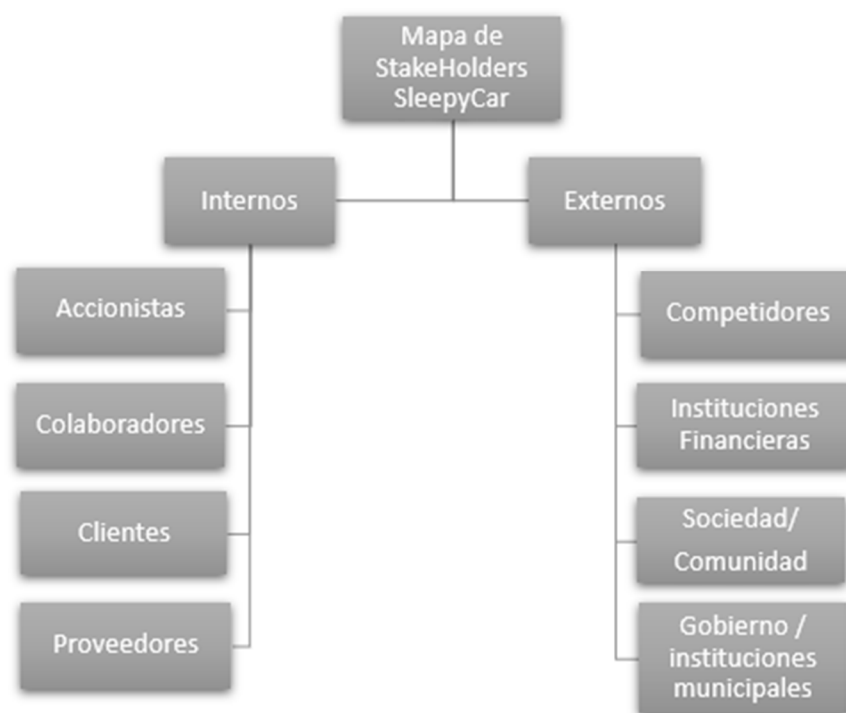 Mapa de
StakeHolders
SleepyCar
Internos
Externos
Accionistas
Colaboradores
Clientes
Proveedores
Competidores
Instituciones
Financieras
Sociedad/
Comunidad
Gobierno /
instituciones
municipales